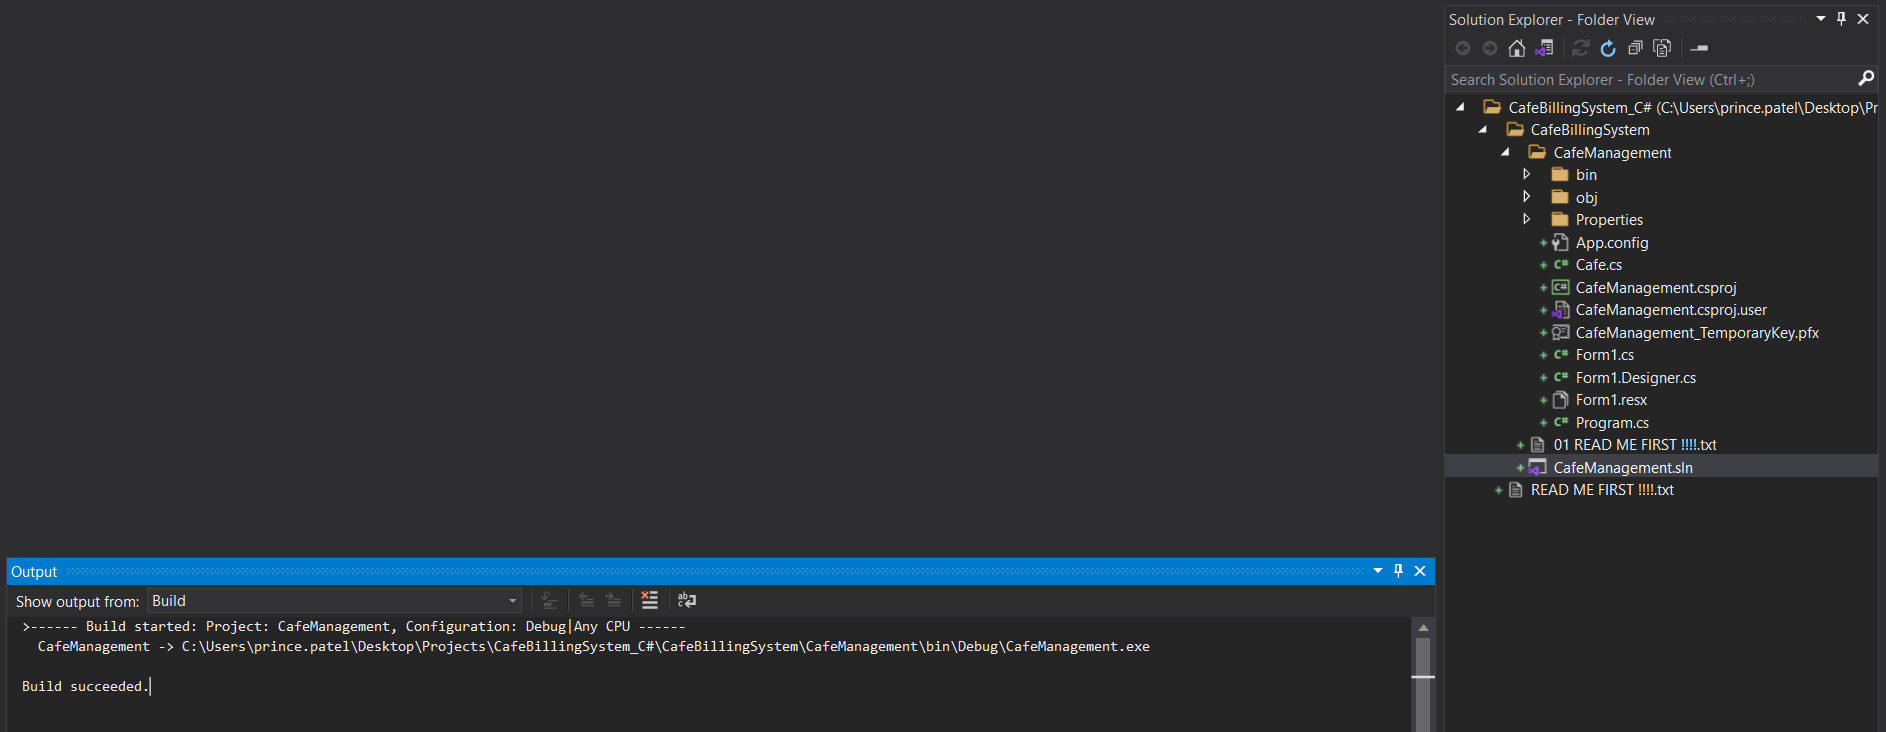 Solution Explorer - Folder View
Search Solution Explorer - Folder View (Ctrl+;)
CafeBillingSystem_C# (C:\Users\prince.patel\Desktop\Pr
CafeBillingSystem
CafeManagement
bin
obj
Properties
App.config
C# Cafe.cs
C# CafeManagement.csproj
CafeManagement.csproj.user
CafeManagement_TemporaryKey.pfx
C# Form1.cs
C# Form1.Designer.cs
Form1.resx
C# Program.cs
01 READ ME FIRST !!!!.txt
CafeManagement.sln
READ ME FIRST !!!!.txt
Output
Show output from: Build
>------ Build started: Project: CafeManagement, Configuration: Debug|Any CPU ------
CafeManagement -> C:\Users\prince.patel\Desktop\Projects\CafeBillingSystem_C#\CafeBillingSystem\CafeManagement\bin\Debug\CafeManagement.exe
Build succeeded.